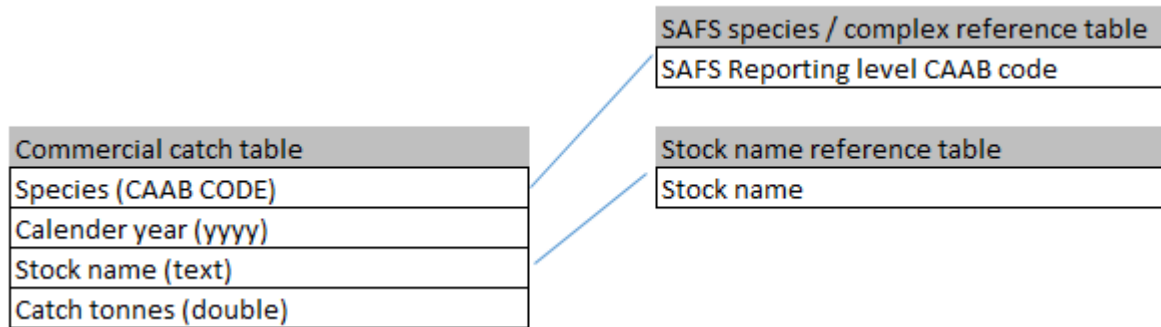 SAFS species / complex reference table
SAFS Reporting level CAAB code
Commercial catch table
Species (CAAB CODE)
Calender year (yyyy)
Stock name (text)
Catch tonnes (double)
Stock name reference table
Stock name